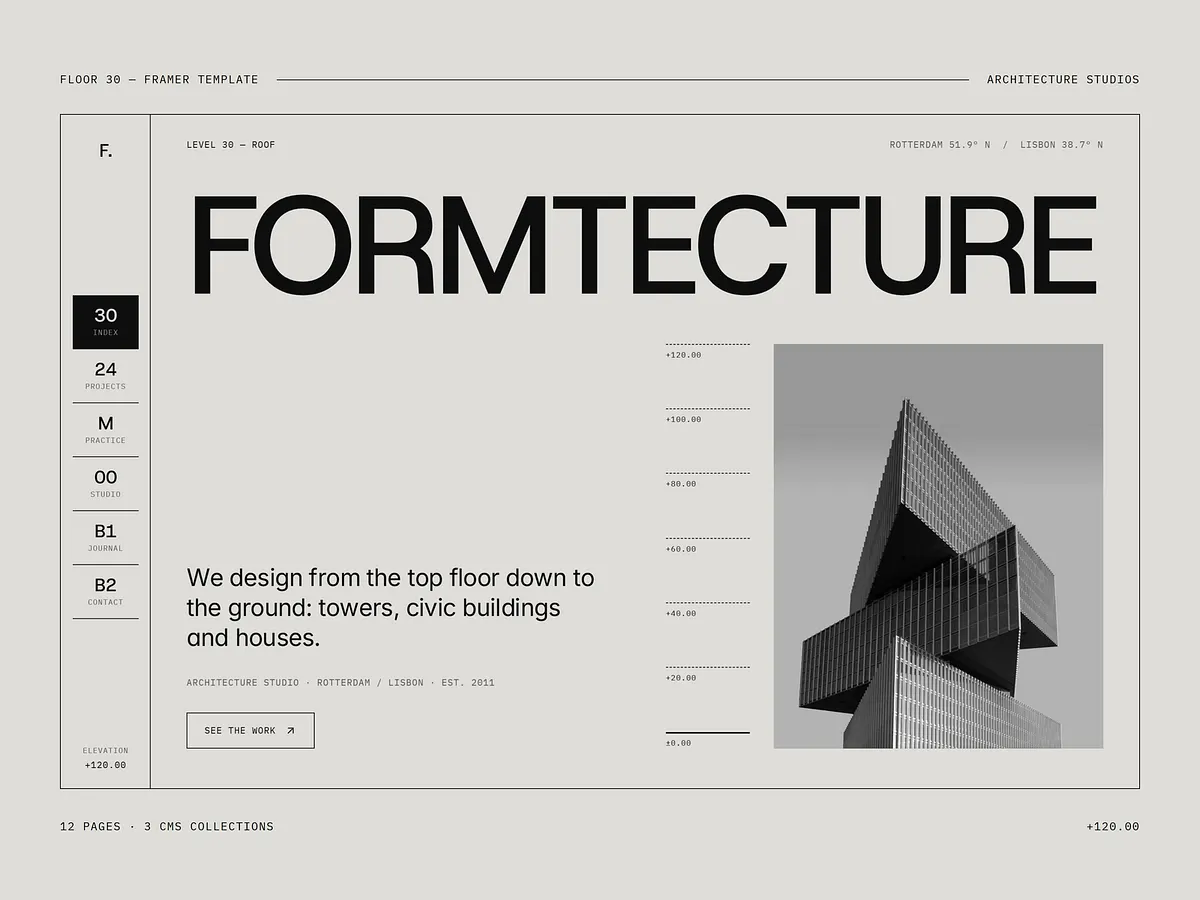 FLOOR 30 — FRAMER TEMPLATE
ARCHITECTURE STUDIOS
F.
LEVEL 30 — ROOF
ROTTERDAM 51.9° N / LISBON 38.7° N
FORMTECTURE
30
INDEX
24
PROJECTS
M
PRACTICE
00
STUDIO
B1
JOURNAL
B2
CONTACT
ELEVATION
+120.00
We design from the top floor down to
the ground: towers, civic buildings
and houses.
ARCHITECTURE STUDIO · ROTTERDAM / LISBON · EST. 2011
SEE THE WORK ↗
+120.00
+100.00
+80.00
+60.00
+40.00
+20.00
±0.00
12 PAGES · 3 CMS COLLECTIONS
+120.00